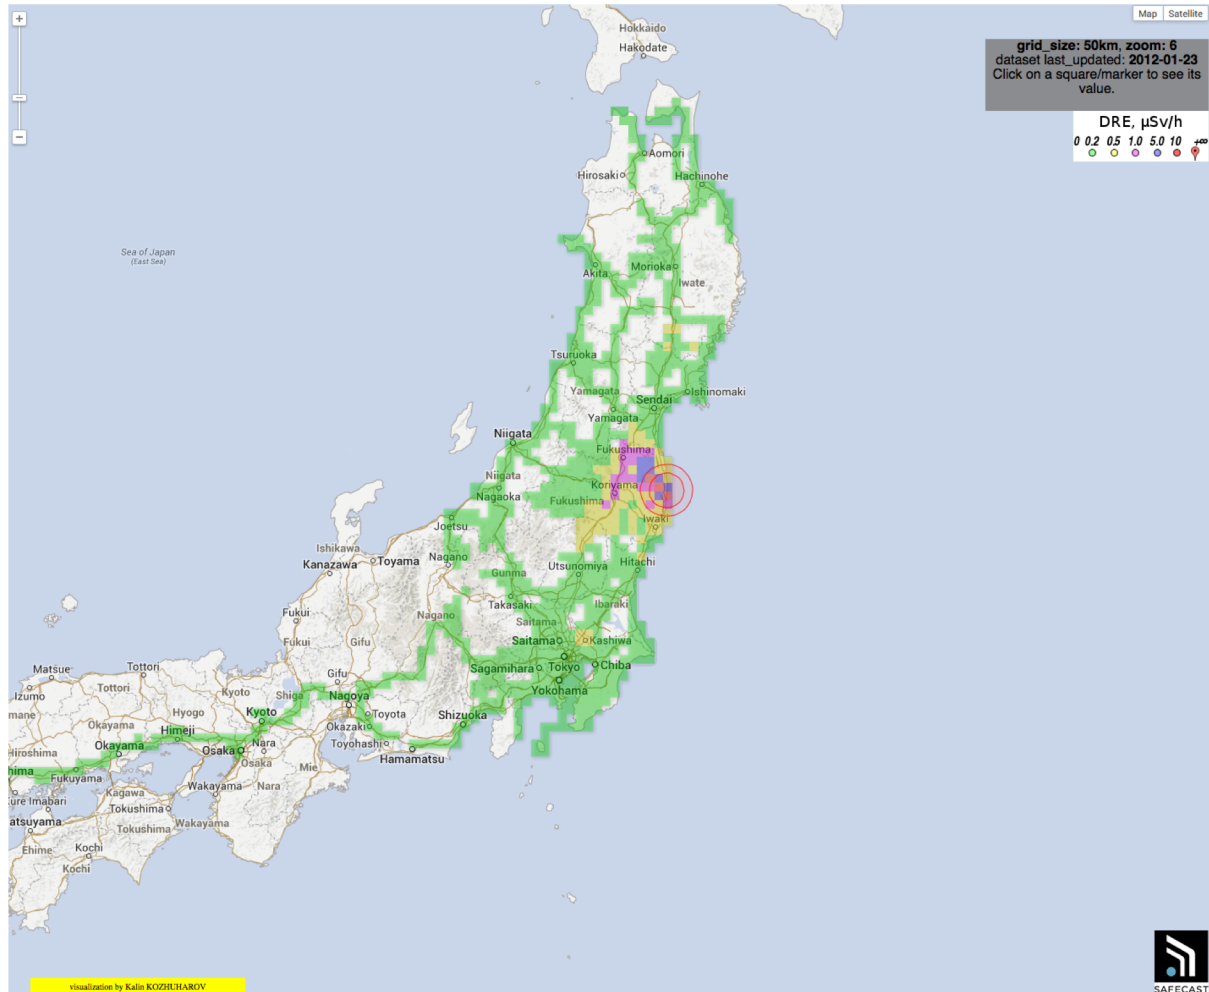 +
−
Map
Satellite
grid_size: 50km, zoom: 6
dataset last_updated: 2012-01-23
Click on a square/marker to see its
value.
DRE, µSv/h
0 0.2 0.5 1.0 5.0 10 +∞
Hokkaido
Hakodate
Aomori
Hirosaki
Hachinohe
Sea of Japan
(East Sea)
Akita
Morioka
Iwate
Tsuruoka
Yamagata
Ishinomaki
Sendai
Yamagata
Niigata
Fukushima
Niigata
Nagaoka
Koriyama
Fukushima
Joetsu
Iwaki
Ishikawa
Kanazawa
Toyama
Nagano
Utsunomiya
Hitachi
Gunma
Takasaki
Ibaraki
Fukui
Nagano
Saitama
Fukui
Gifu
Saitama
Kashiwa
Matsue
Tottori
Gifu
Sagamihara
Tokyo
Chiba
Izumo
Tottori
Kyoto
Shiga
Nagoya
Yokohama
mane
Okayama
Hyogo
Kyoto
Toyota
Shizuoka
Himeji
Okazaki
Hiroshima
Okayama
Osaka
Nara
Toyohashi
Hamamatsu
hima
Fukuyama
Osaka
Mie
Kagawa
Wakayama
Nara
ure Imabari
Tokushima
atsuyama
Tokushima
Wakayama
Ehime
Kochi
Kochi
visualization by Kalin KOZHUHAROV
SAFECAST